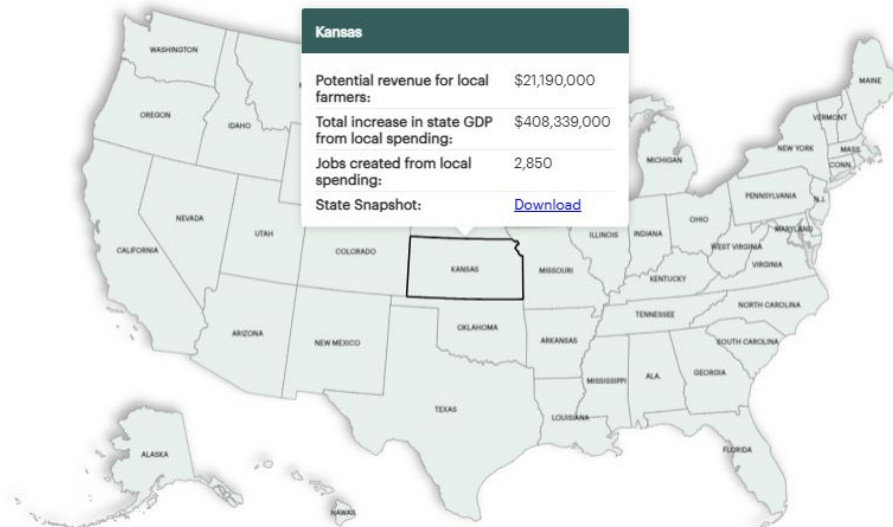 Kansas
Potential revenue for local
farmers:
$21,190,000
Total increase in state GDP
from local spending:
$408,339,000
Jobs created from local
spending:
2,850
State Snapshot:
Download
WASHINGTON
MAINE
OREGON
IDAHO
VERMONT
NEW YORK
MASS.
MICHIGAN
CONN.
PENNSYLVANIA
N.J.
NEVADA
UTAH
COLORADO
ILLINOIS
INDIANA
OHIO
MARYLAND
CALIFORNIA
KANSAS
MISSOURI
WEST VIRGINIA
VIRGINIA
KENTUCKY
NORTH CAROLINA
TENNESSEE
ARIZONA
NEW MEXICO
OKLAHOMA
ARKANSAS
SOUTH CAROLINA
MISSISSIPPI
ALA.
GEORGIA
TEXAS
LOUISIANA
FLORIDA
ALASKA
HAWAII